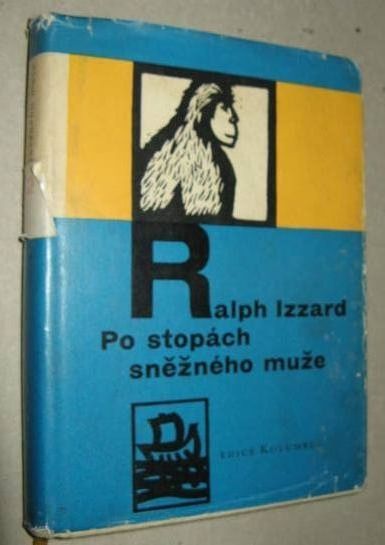 Ralph Izzard
Po stopách
sněžného muže
EDICE KOLUMBUS